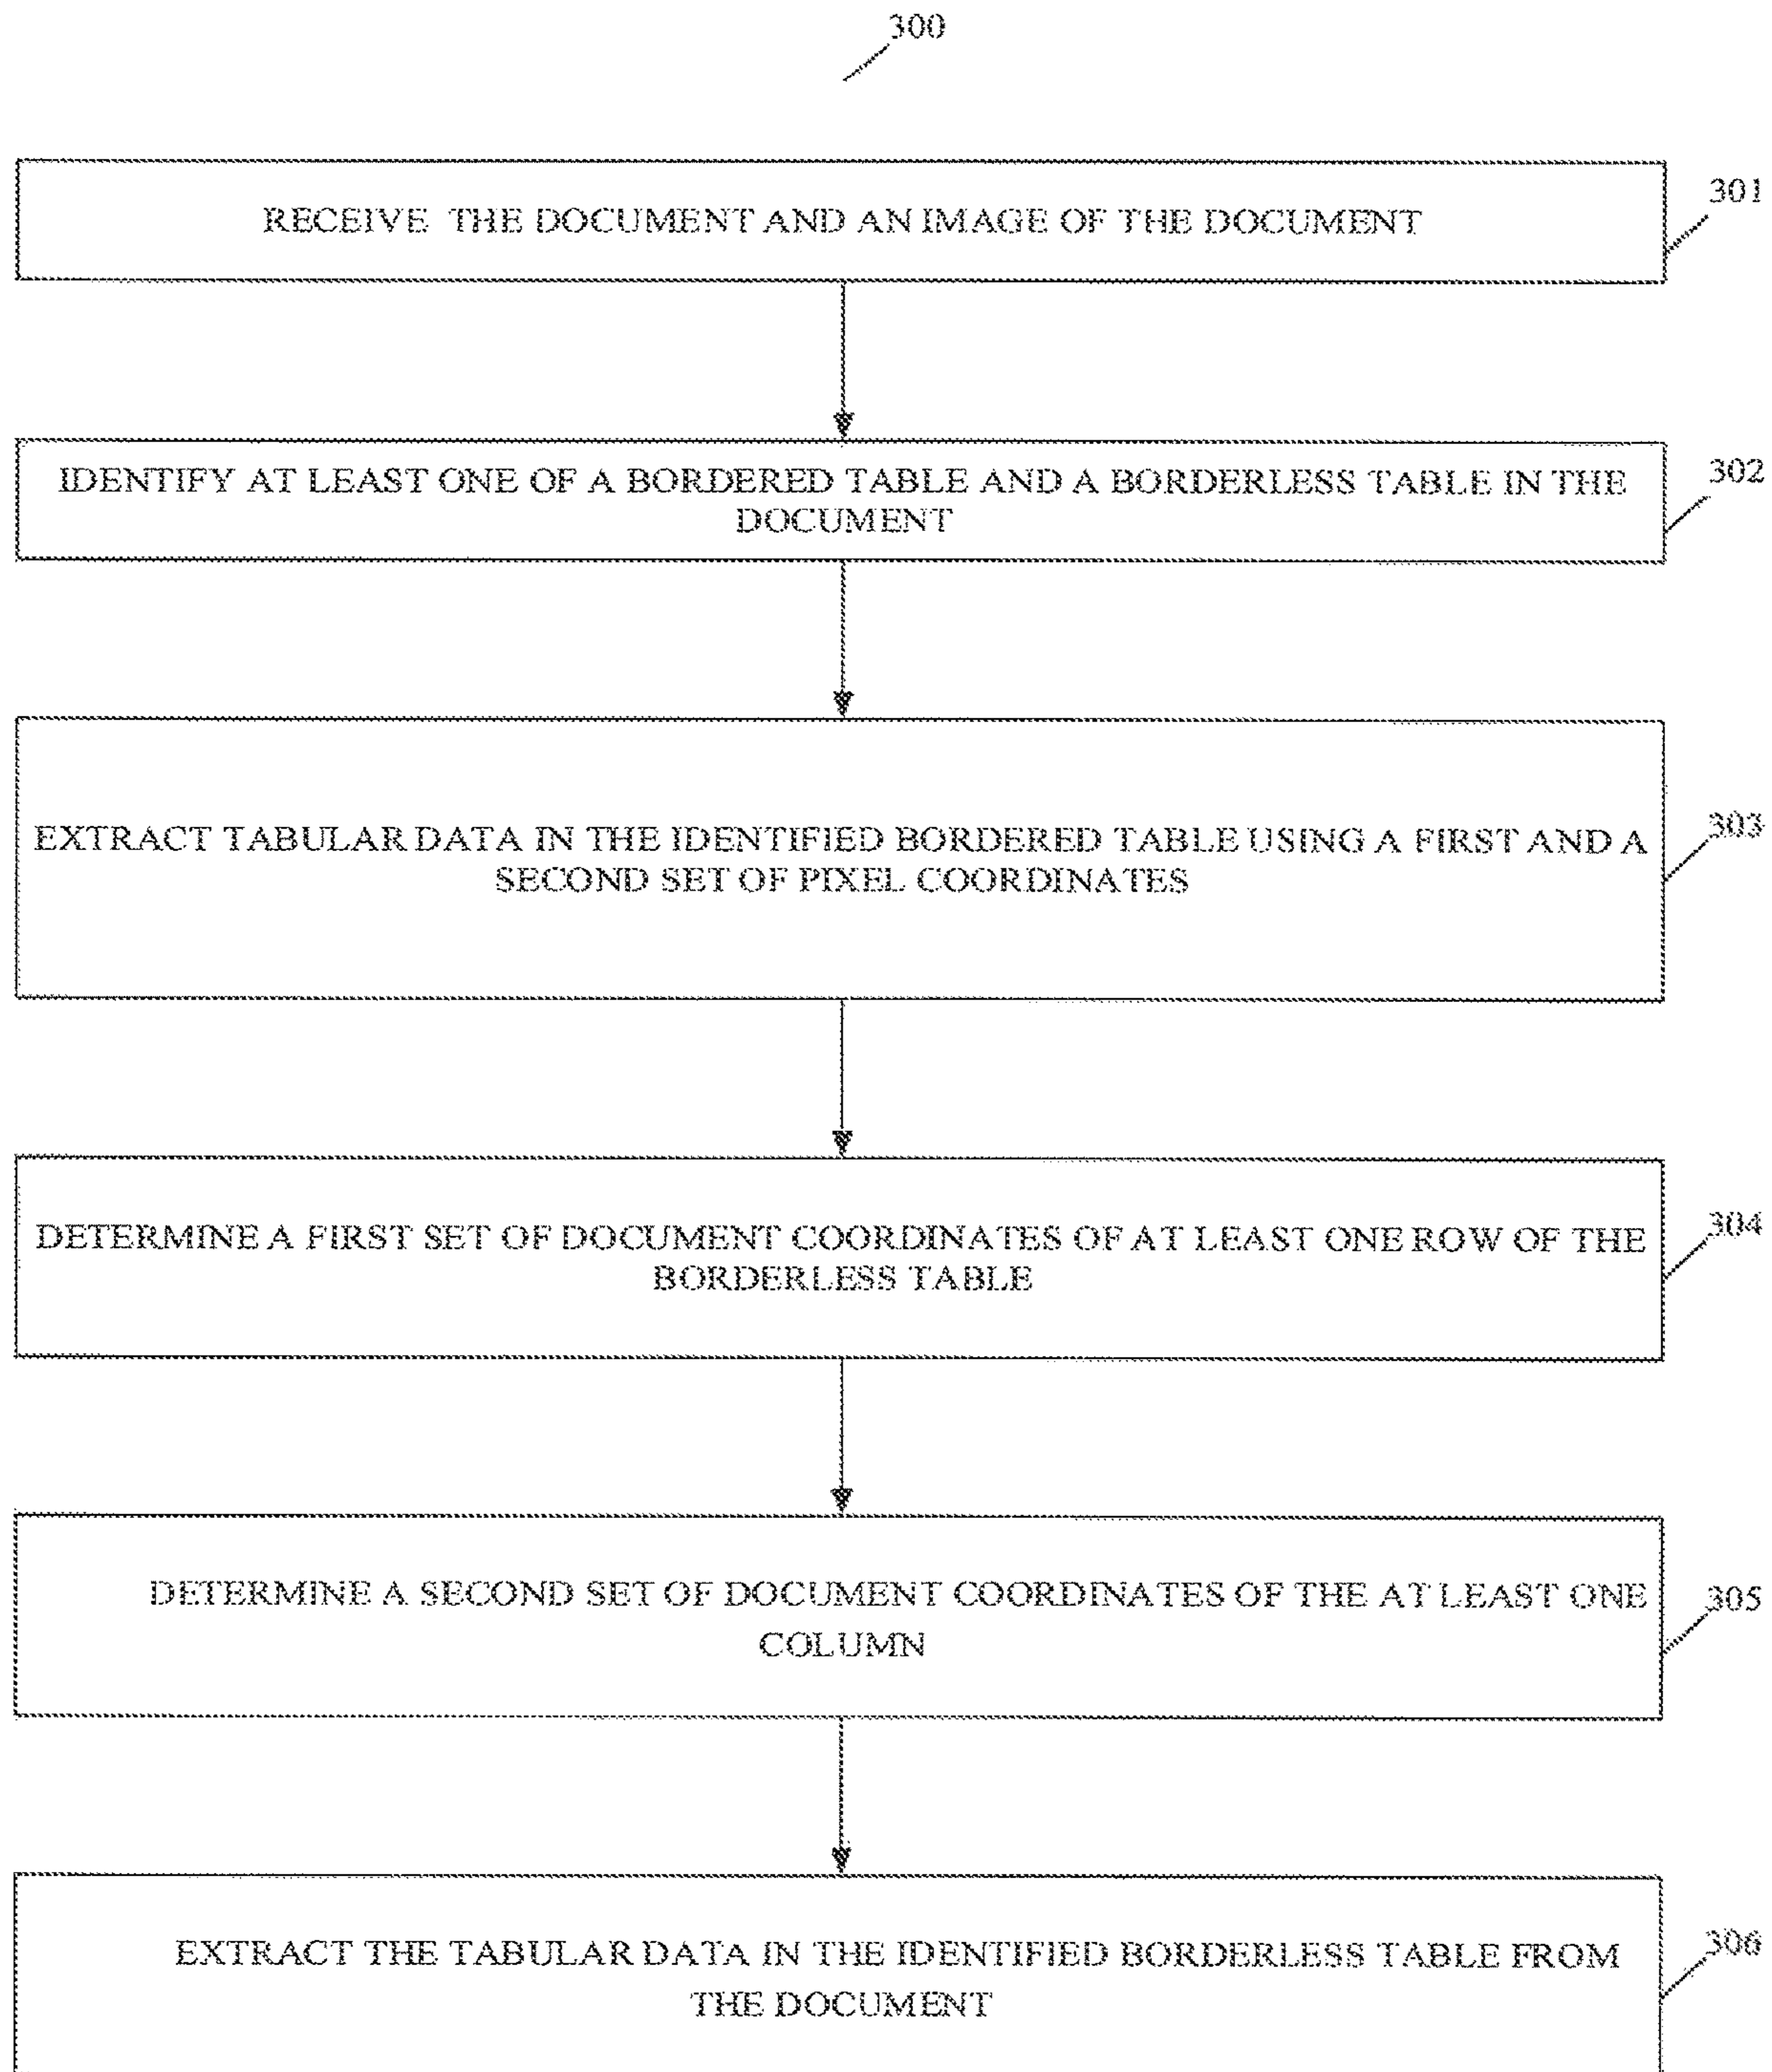 300
RECEIVE THE DOCUMENT AND AN IMAGE OF THE DOCUMENT
301
IDENTIFY AT LEAST ONE OF A BORDERED TABLE AND A BORDERLESS TABLE IN THE
DOCUMENT
302
EXTRACT TABULAR DATA IN THE IDENTIFIED BORDERED TABLE USING A FIRST AND A
SECOND SET OF PIXEL COORDINATES
303
DETERMINE A FIRST SET OF DOCUMENT COORDINATES OF AT LEAST ONE ROW OF THE
BORDERLESS TABLE
304
DETERMINE A SECOND SET OF DOCUMENT COORDINATES OF THE AT LEAST ONE
COLUMN
305
EXTRACT THE TABULAR DATA IN THE IDENTIFIED BORDERLESS TABLE FROM
THE DOCUMENT
306